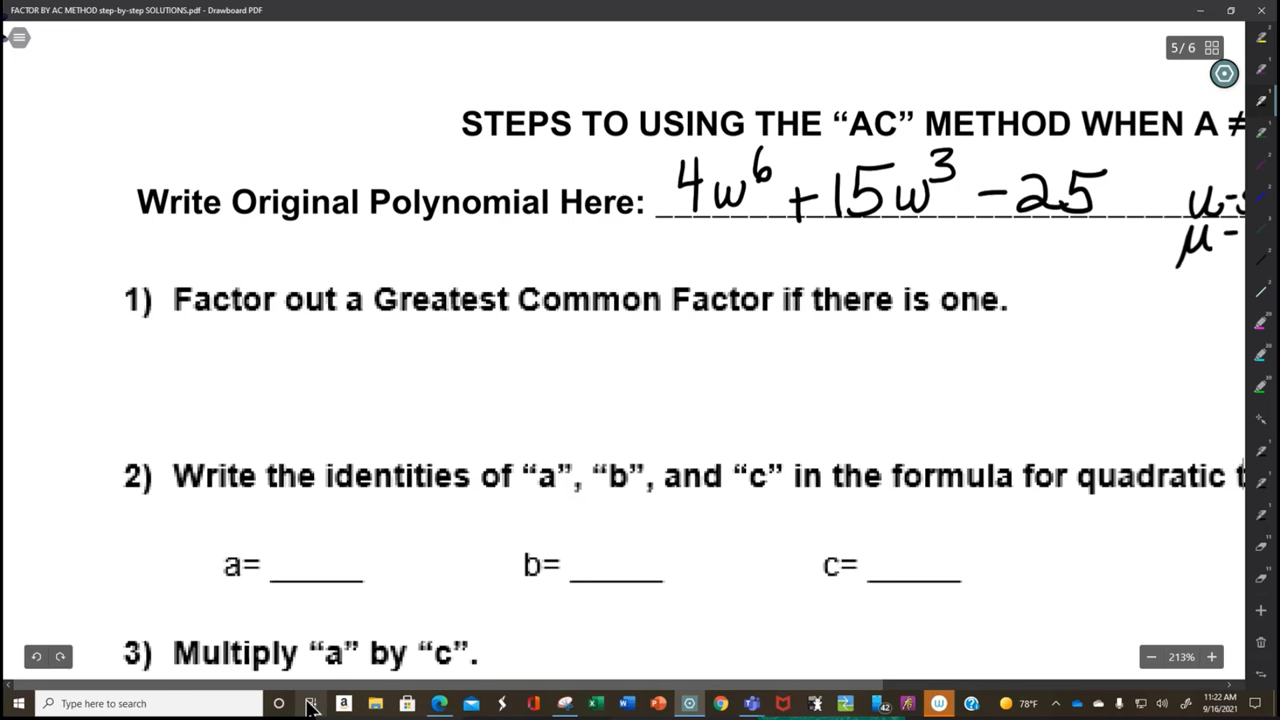 FACTOR BY AC METHOD step-by-step SOLUTIONS.pdf - Drawboard PDF
5 / 6
STEPS TO USING THE “AC” METHOD WHEN A ≠
Write Original Polynomial Here: 4w⁶ + 15w³ - 25 u-
μ -
1) Factor out a Greatest Common Factor if there is one.
2) Write the identities of “a”, “b”, and “c” in the formula for quadratic
a= _____ b= _____ c= _____
3) Multiply “a” by “c”.
213%
Type here to search
78°F
11:22 AM
9/16/2021